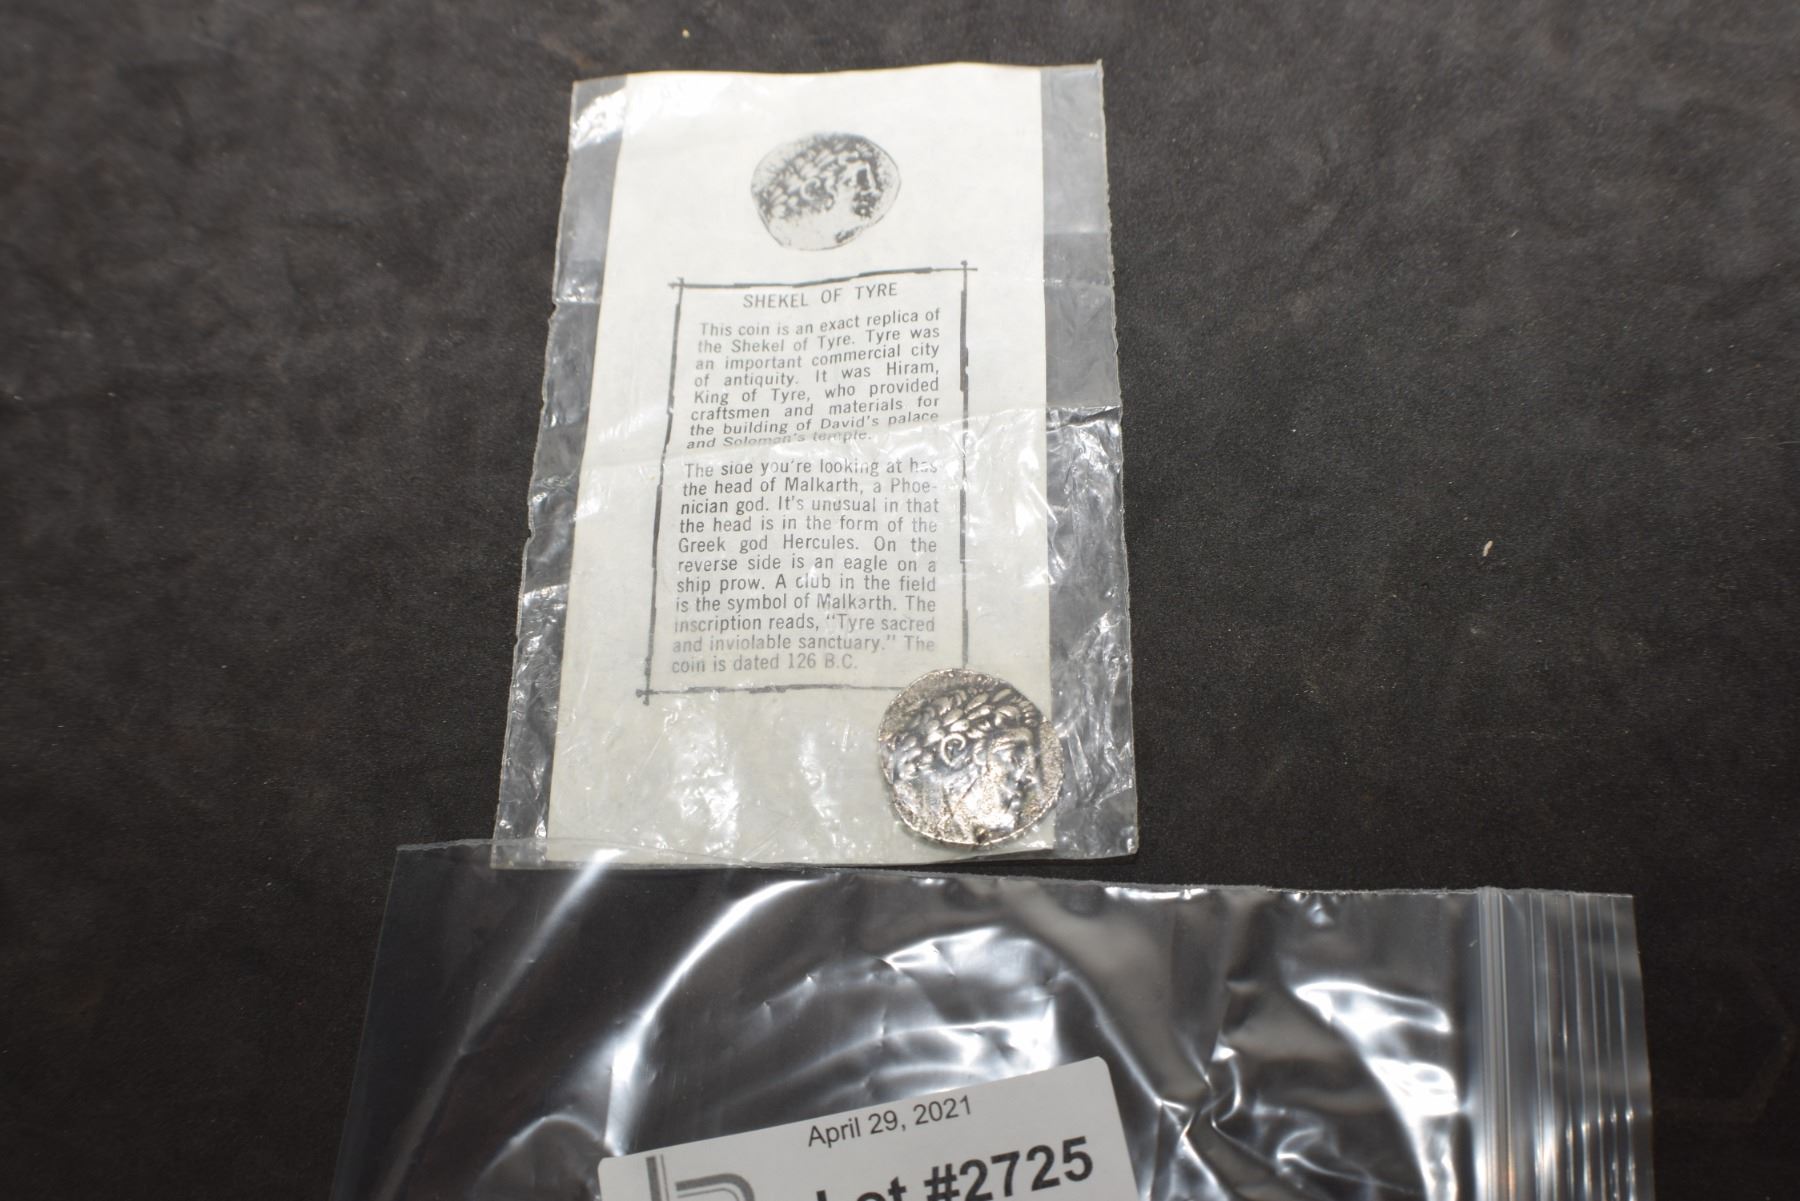 SHEKEL OF TYRE
This coin is an exact replica of
the Shekel of Tyre. Tyre was
an important commercial city
of antiquity. It was Hiram,
King of Tyre, who provided
craftsmen and materials for
the building of David's palace
and Solomon's temple.
The side you're looking at has
the head of Malkarth, a Phoe-
nician god. It's unusual in that
the head is in the form of the
Greek god Hercules. On the
reverse side is an eagle on a
ship prow. A club in the field
is the symbol of Malkarth. The
inscription reads, "Tyre sacred
and inviolable sanctuary." The
coin is dated 126 B.C.
April 29, 2021
Lot #2725